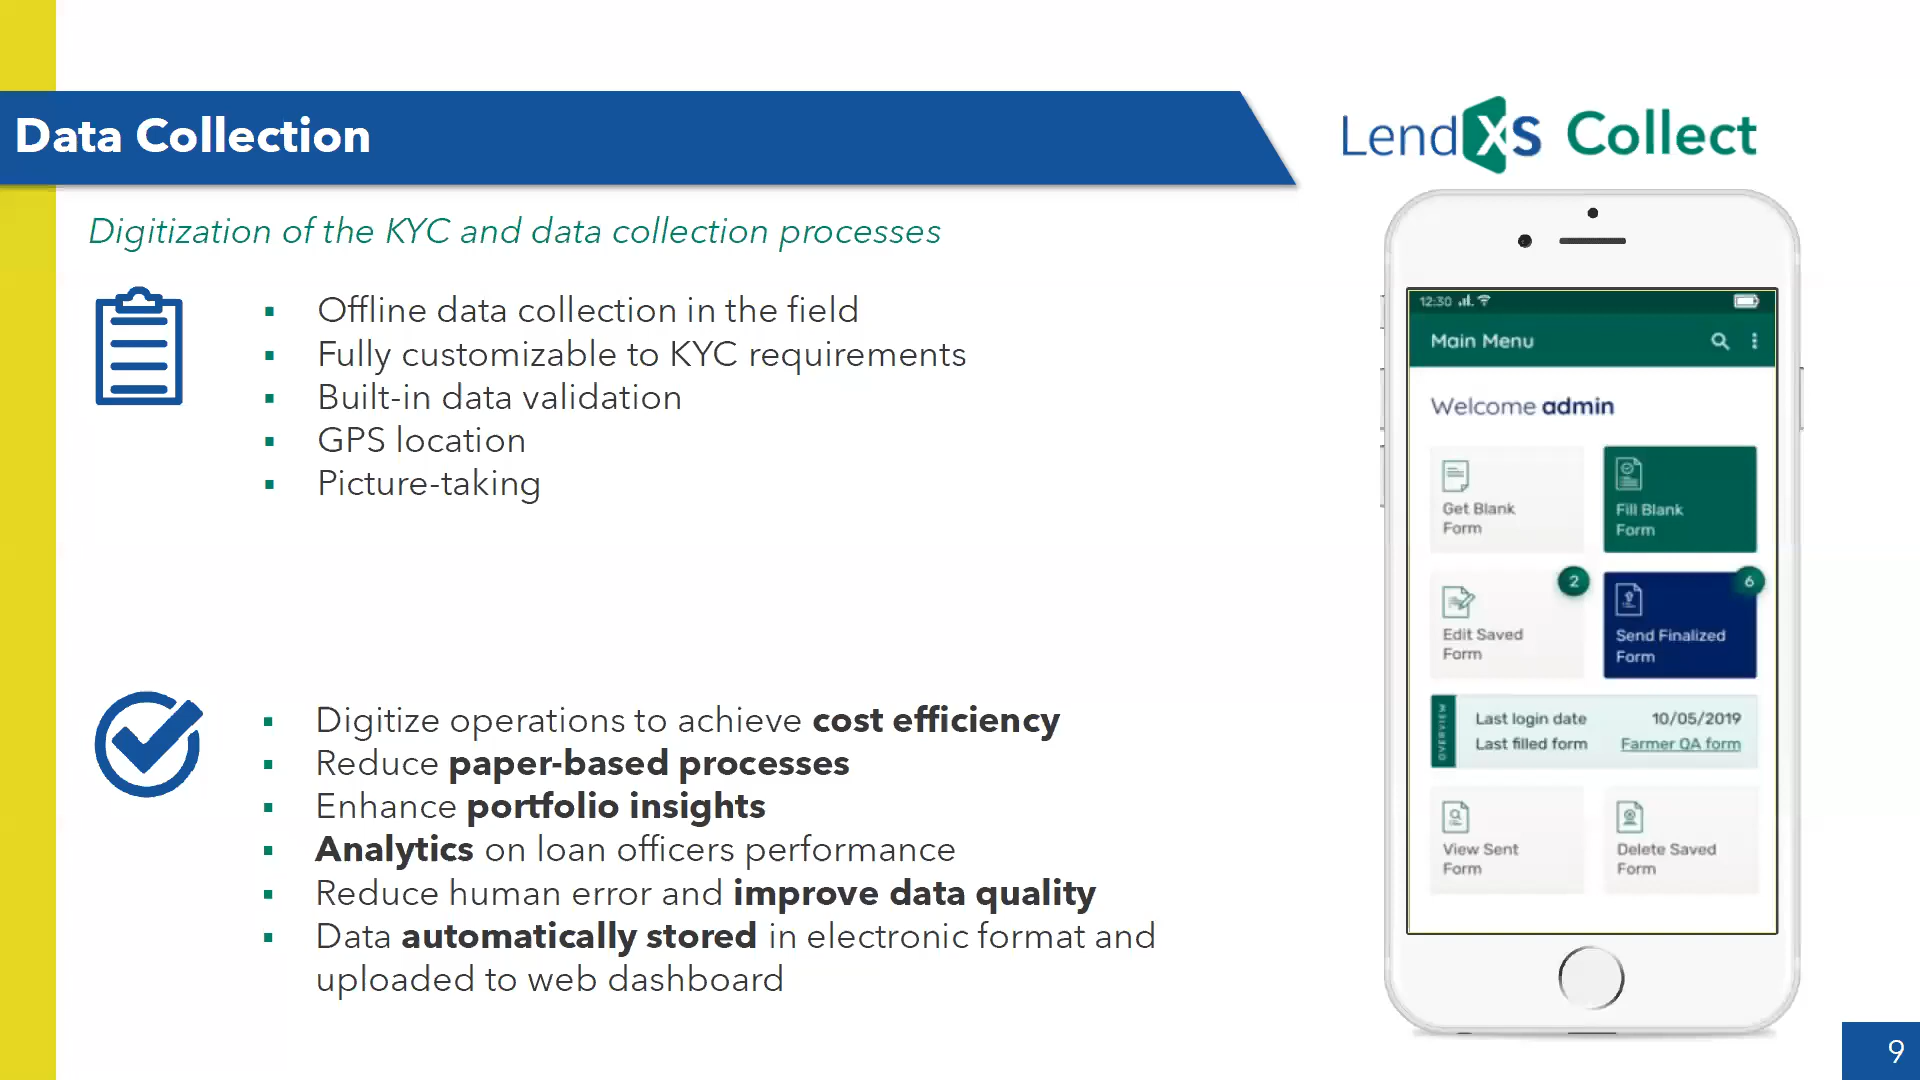 Data Collection
LendXS Collect
Digitization of the KYC and data collection processes
▪ Offline data collection in the field
▪ Fully customizable to KYC requirements
▪ Built-in data validation
▪ GPS location
▪ Picture-taking
▪ Digitize operations to achieve cost efficiency
▪ Reduce paper-based processes
▪ Enhance portfolio insights
▪ Analytics on loan officers performance
▪ Reduce human error and improve data quality
▪ Data automatically stored in electronic format and
uploaded to web dashboard
12:30
Main Menu
Welcome admin
Get Blank
Form
Fill Blank
Form
2
6
Edit Saved
Form
Send Finalized
Form
OVERVIEW
Last login date 10/05/2019
Last filled form Farmer QA form
View Sent
Form
Delete Saved
Form
9